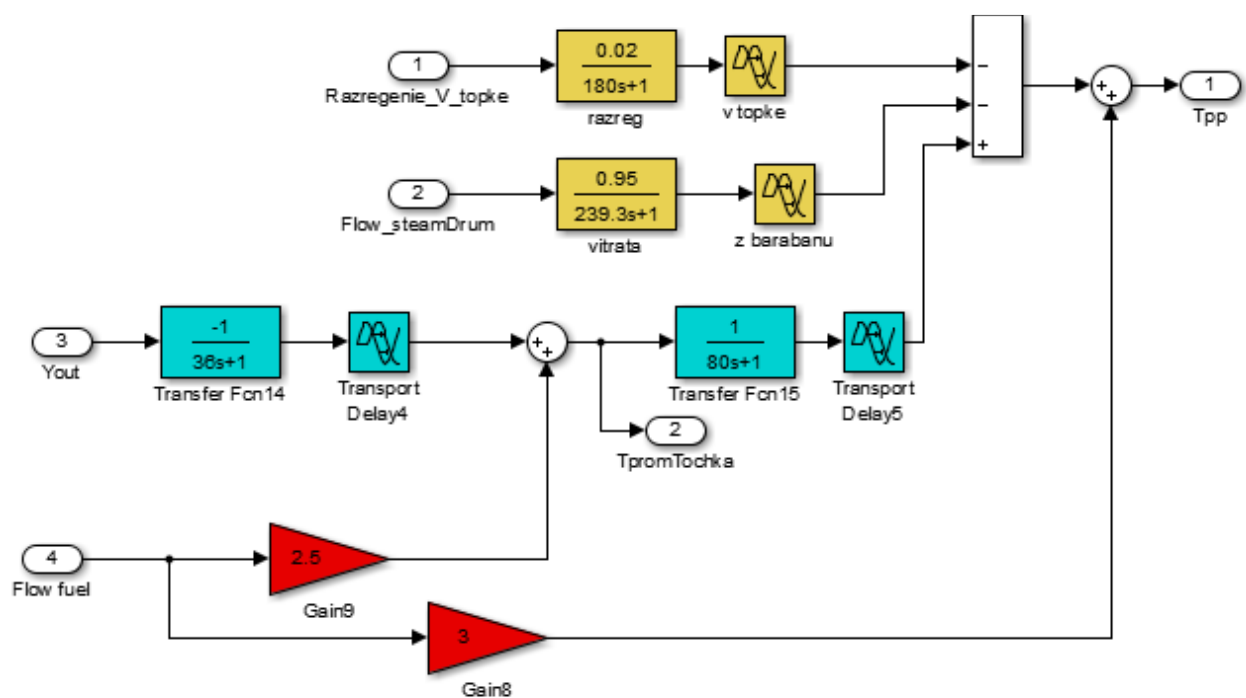 1
Razregenie_V_topke
0.02
180s+1
razreg
v topke
−
−
+
+
+
1
Tpp
2
Flow_steamDrum
0.95
239.3s+1
vitrata
z barabanu
3
Yout
-1
36s+1
Transfer Fcn14
Transport
Delay4
+
+
1
80s+1
Transfer Fcn15
Transport
Delay5
2
TpromTochka
4
Flow fuel
2.5
Gain9
3
Gain8